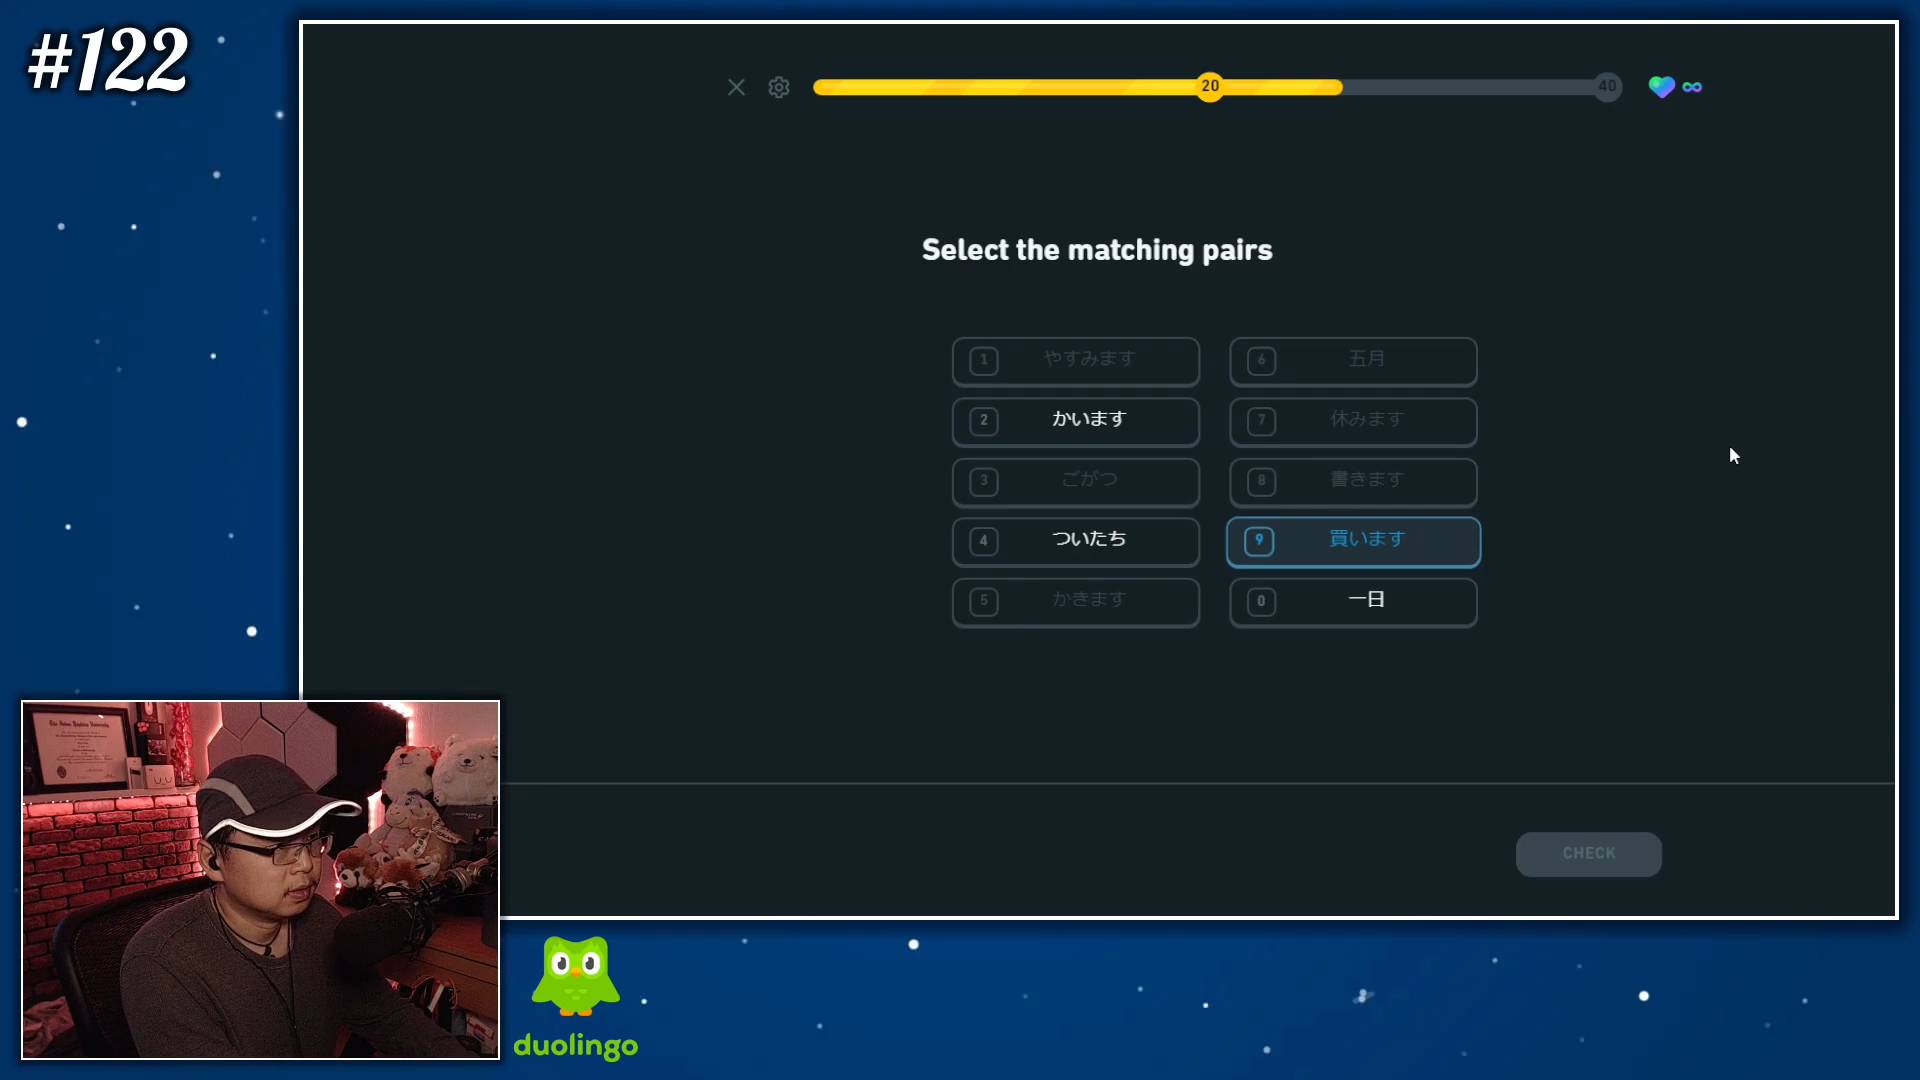 #122
20
40
Select the matching pairs
1 やすみます
6 五月
2 かいます
7 休みます
3 ごがつ
8 書きます
4 ついたち
9 買います
5 かきます
0 一日
CHECK
duolingo